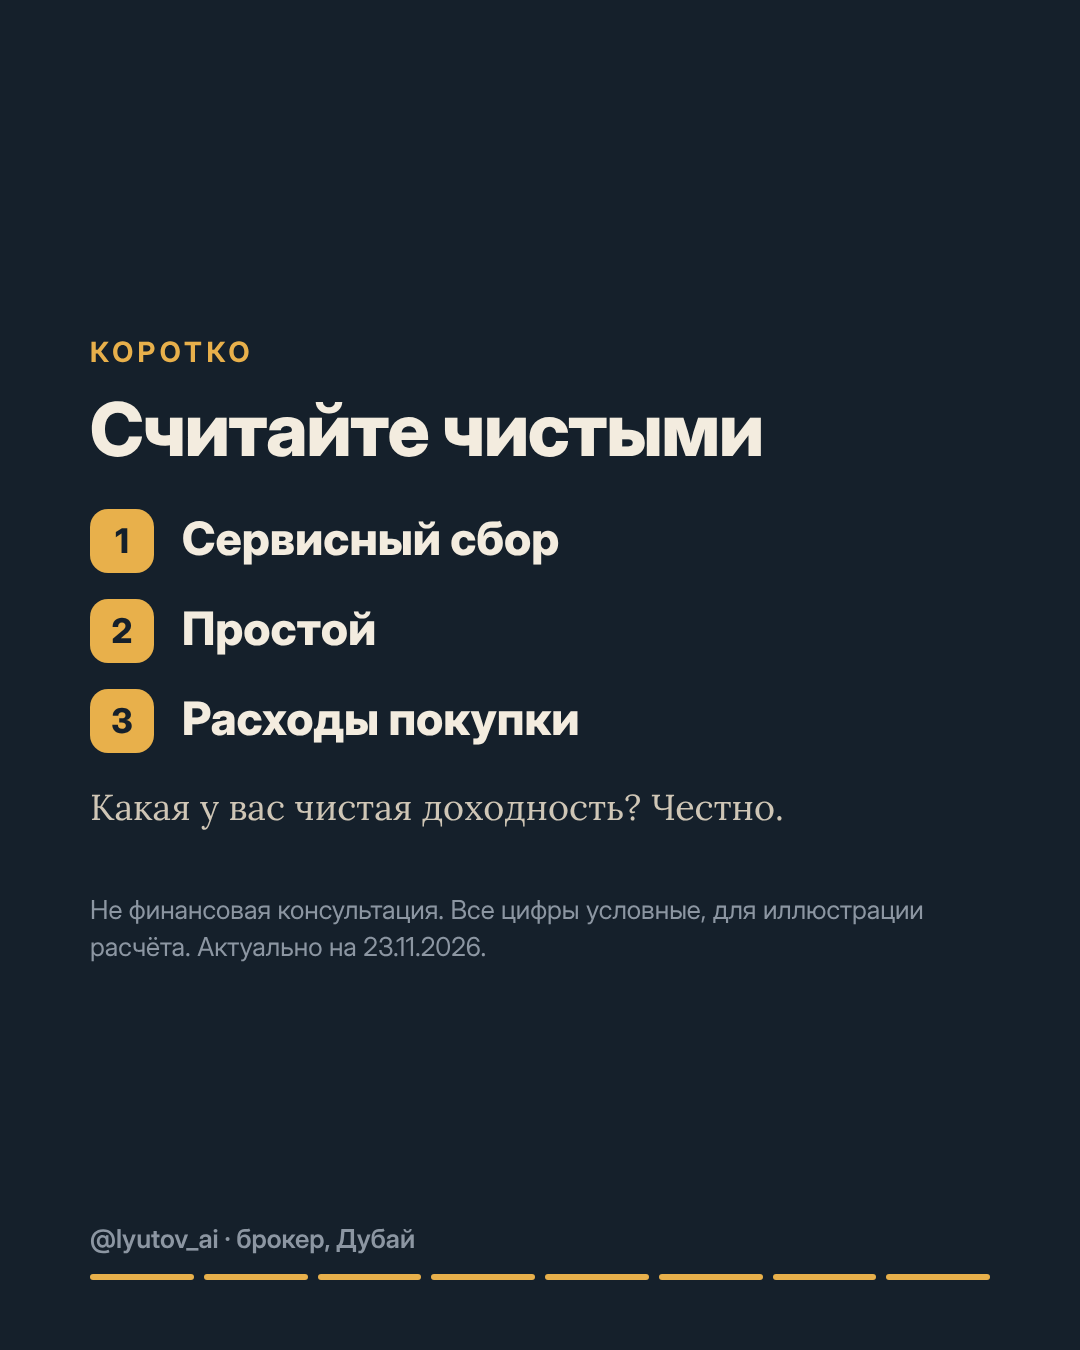 КОРОТКО
Считайте чистыми
1 Сервисный сбор
2 Простой
3 Расходы покупки
Какая у вас чистая доходность? Честно.
Не финансовая консультация. Все цифры условные, для иллюстрации
расчёта. Актуально на 23.11.2026.
@lyutov_ai · брокер, Дубай